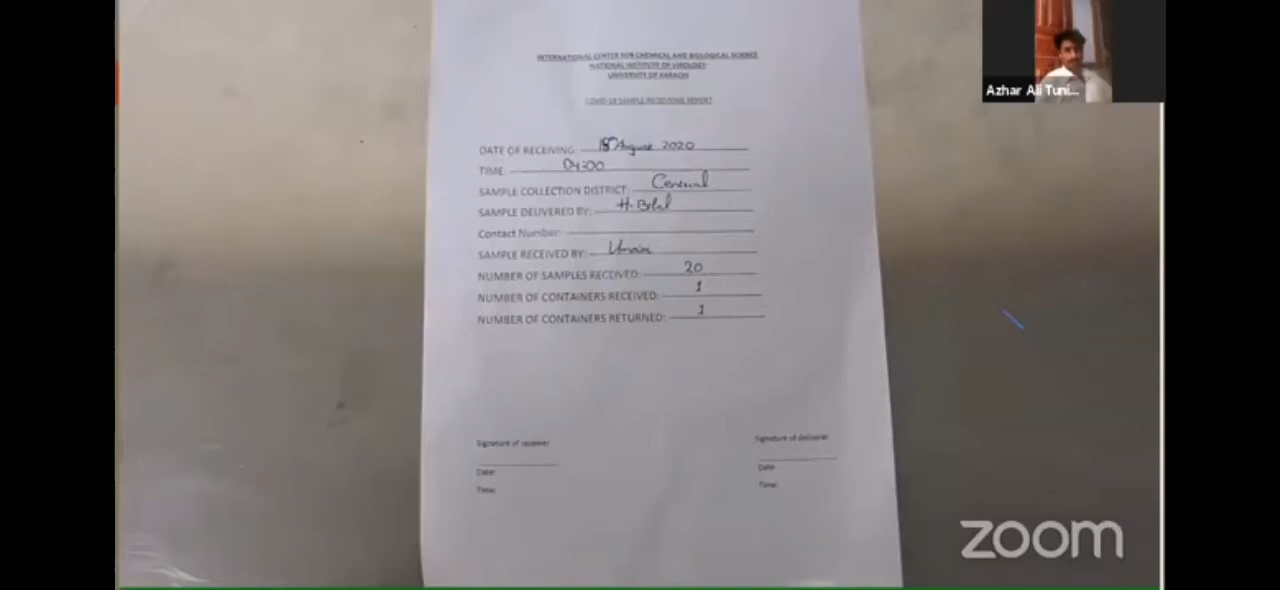 INTERNATIONAL CENTER FOR CHEMICAL AND BIOLOGICAL SCIENCE
NATIONAL INSTITUTE OF VIROLOGY
UNIVERSITY OF KARACHI
COVID-19 SAMPLE RECEIVING REPORT
DATE OF RECEIVING: August 2020
TIME: 04:00
SAMPLE COLLECTION DISTRICT: Central
SAMPLE DELIVERED BY: H. Belal
Contact Number:
SAMPLE RECEIVED BY: Umair
NUMBER OF SAMPLES RECEIVED: 20
NUMBER OF CONTAINERS RECEIVED: 1
NUMBER OF CONTAINERS RETURNED: 1
Signature of receiver
Date:
Time:
Signature of deliverer
Date
Time:
Azhar Ali Tuni...
zoom